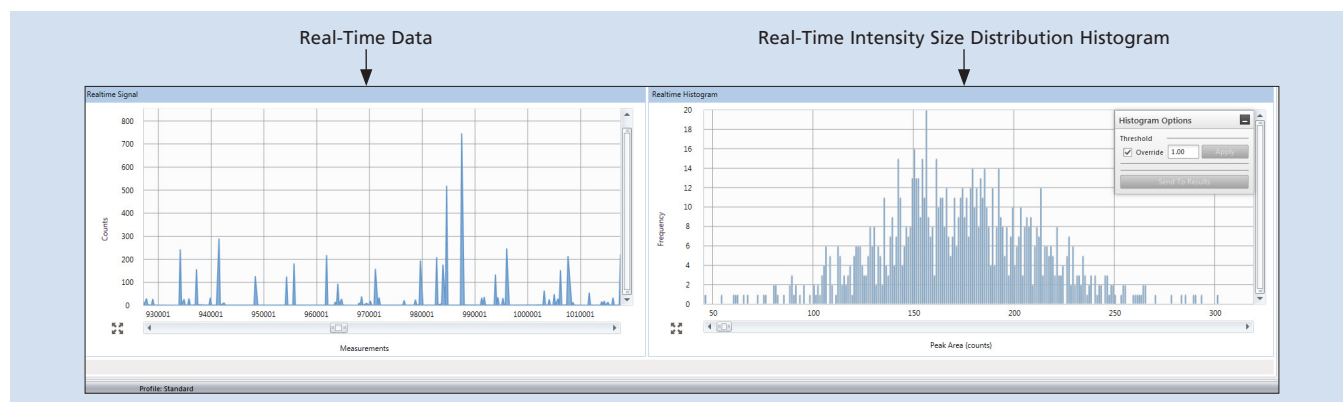 Real-Time Data
Real-Time Intensity Size Distribution Histogram
Realtime Signal
800
700
600
500
400
300
200
100
0
Counts
930001 940001 950001 960001 970001 980001 990001 1000001 1010001
Measurements
Realtime Histogram
20
18
16
14
12
10
8
6
4
2
0
Frequency
50 100 150 200 250 300
Peak Area (counts)
Histogram Options
Threshold
Override 1.00 Apply
Send To Results
Profile: Standard